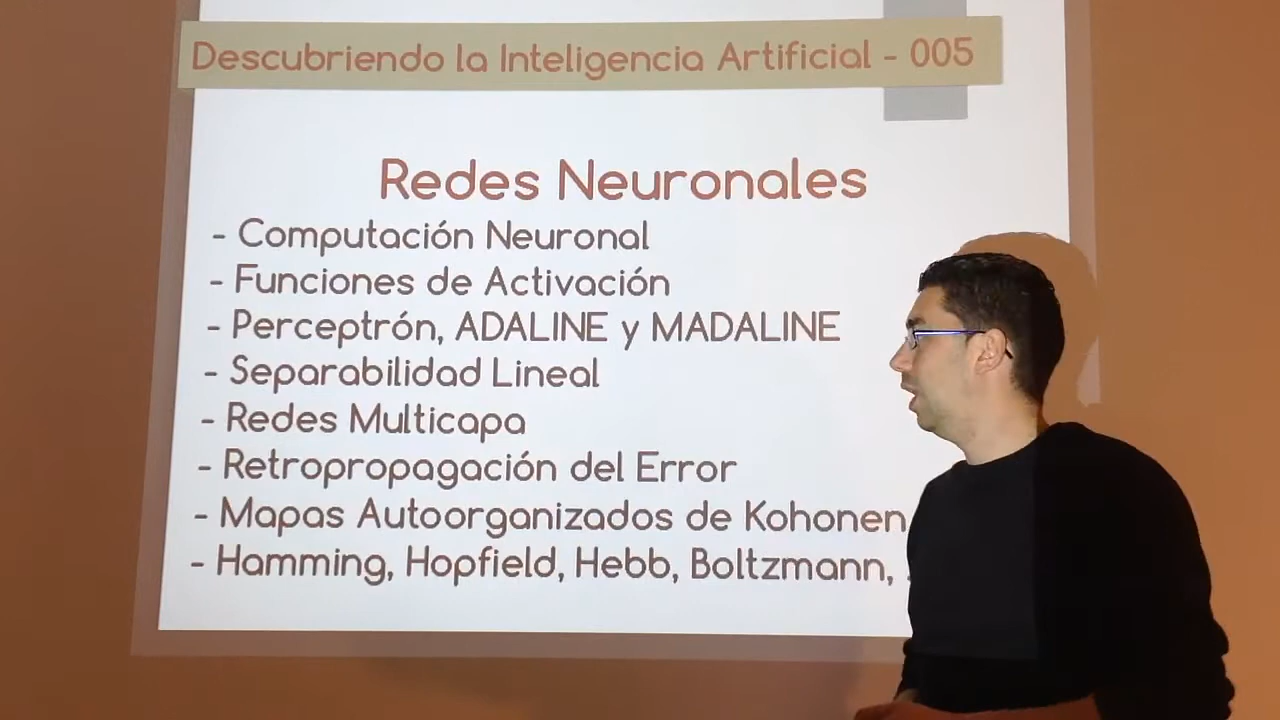 Descubriendo la Inteligencia Artificial - 005
Redes Neuronales
- Computación Neuronal
- Funciones de Activación
- Perceptrón, ADALINE y MADALINE
- Separabilidad Lineal
- Redes Multicapa
- Retropropagación del Error
- Mapas Autoorganizados de Kohonen
- Hamming, Hopfield, Hebb, Boltzmann, .